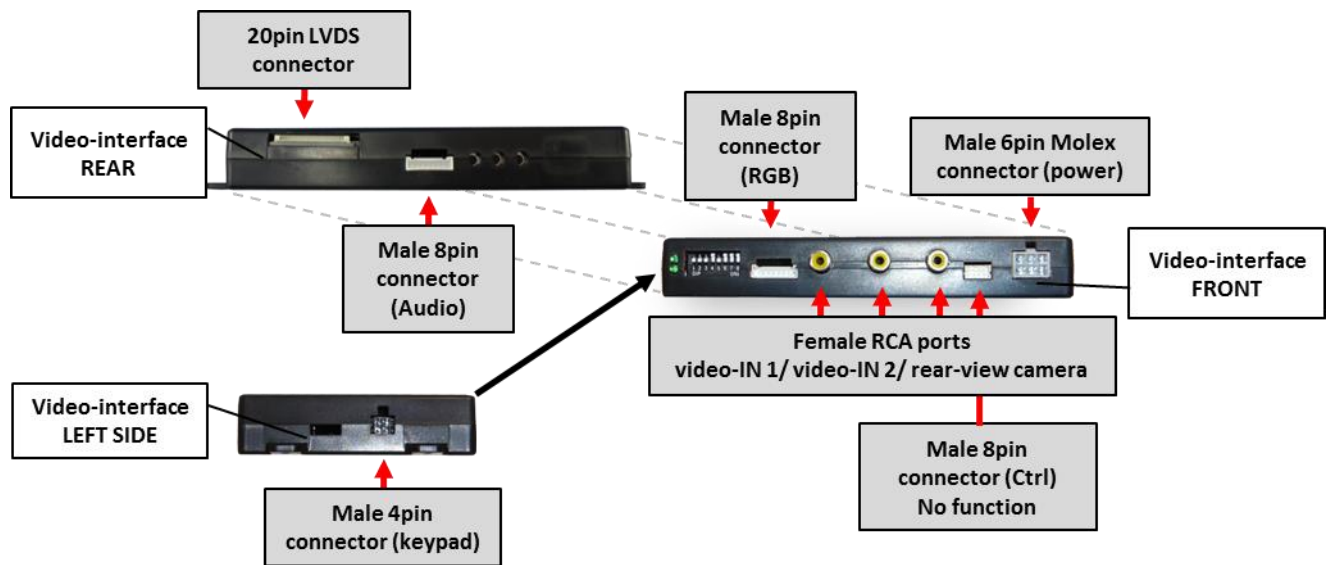 20pin LVDS
connector
Video-interface
REAR
Male 8pin
connector
(RGB)
Male 6pin Molex
connector (power)
Male 8pin
connector
(Audio)
Video-interface
FRONT
Female RCA ports
video-IN 1/ video-IN 2/ rear-view camera
Video-interface
LEFT SIDE
Male 8pin
connector (Ctrl)
No function
Male 4pin
connector (keypad)